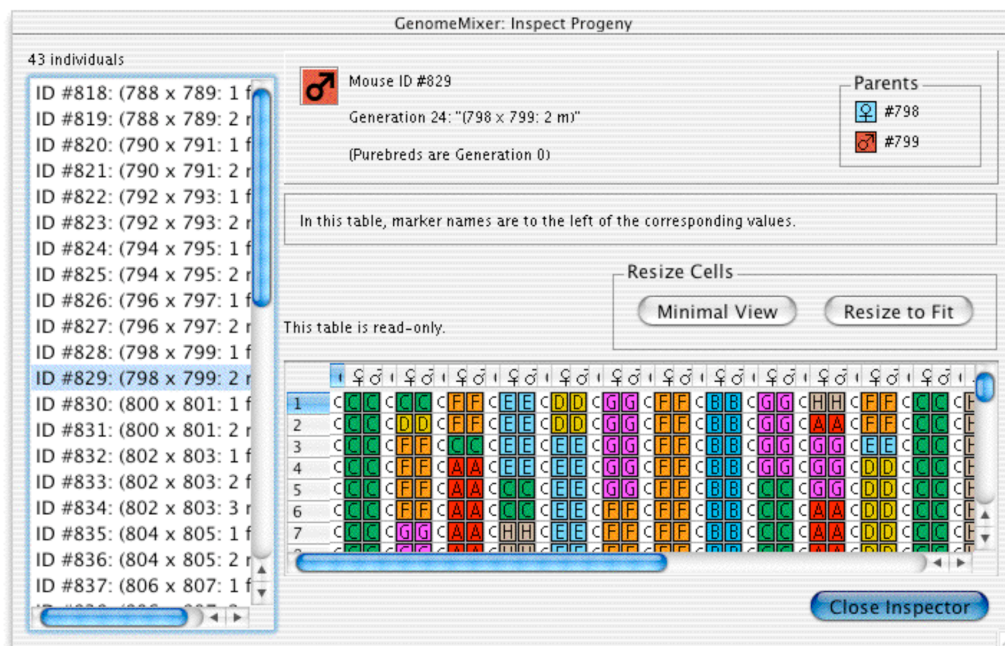 GenomeMixer: Inspect Progeny
43 individuals
ID #818: (788 x 789: 1 f
ID #819: (788 x 789: 2 r
ID #820: (790 x 791: 1 f
ID #821: (790 x 791: 2 r
ID #822: (792 x 793: 1 f
ID #823: (792 x 793: 2 r
ID #824: (794 x 795: 1 f
ID #825: (794 x 795: 2 r
ID #826: (796 x 797: 1 f
ID #827: (796 x 797: 2 r
ID #828: (798 x 799: 1 f
ID #829: (798 x 799: 2 r
ID #830: (800 x 801: 1 f
ID #831: (800 x 801: 2 r
ID #832: (802 x 803: 1 f
ID #833: (802 x 803: 2 f
ID #834: (802 x 803: 3 r
ID #835: (804 x 805: 1 f
ID #836: (804 x 805: 2 r
ID #837: (806 x 807: 1 f
♂ Mouse ID #829
Generation 24: "(798 x 799: 2 m)"
(Purebreds are Generation 0)
Parents
♀ #798
♂ #799
In this table, marker names are to the left of the corresponding values.
Resize Cells
Minimal View Resize to Fit
This table is read-only.
♀ ♂ ♀ ♂ ♀ ♂ ♀ ♂ ♀ ♂ ♀ ♂ ♀ ♂ ♀ ♂ ♀ ♂ ♀ ♂ ♀ ♂ ♀ ♂
1 C C C C C C C F F C E E C D D C G G C F F C B B C G G C H H C F F C C C C
2 C C C C D D C F F C E E C D D C G G C F F C B B C G G C A A C F F C C C C
3 C C C C F F C C C C E E C E E C G G C F F C B B C G G C G G C E E C C C C
4 C C C C F F C A A C E E C E E C G G C F F C B B C G G C G G C D D C C C C
5 C C C C F F C A A C C C C E E C G G C F F C B B C C C C G G C D D C C C C
6 C C C C F F C A A C C C C E E C F F C F F C B B C C C C A A C D D C C C C
7 C C C C G G C A A C H H C E E C F F C F F C B B C C C C A A C D D C C C C
Close Inspector